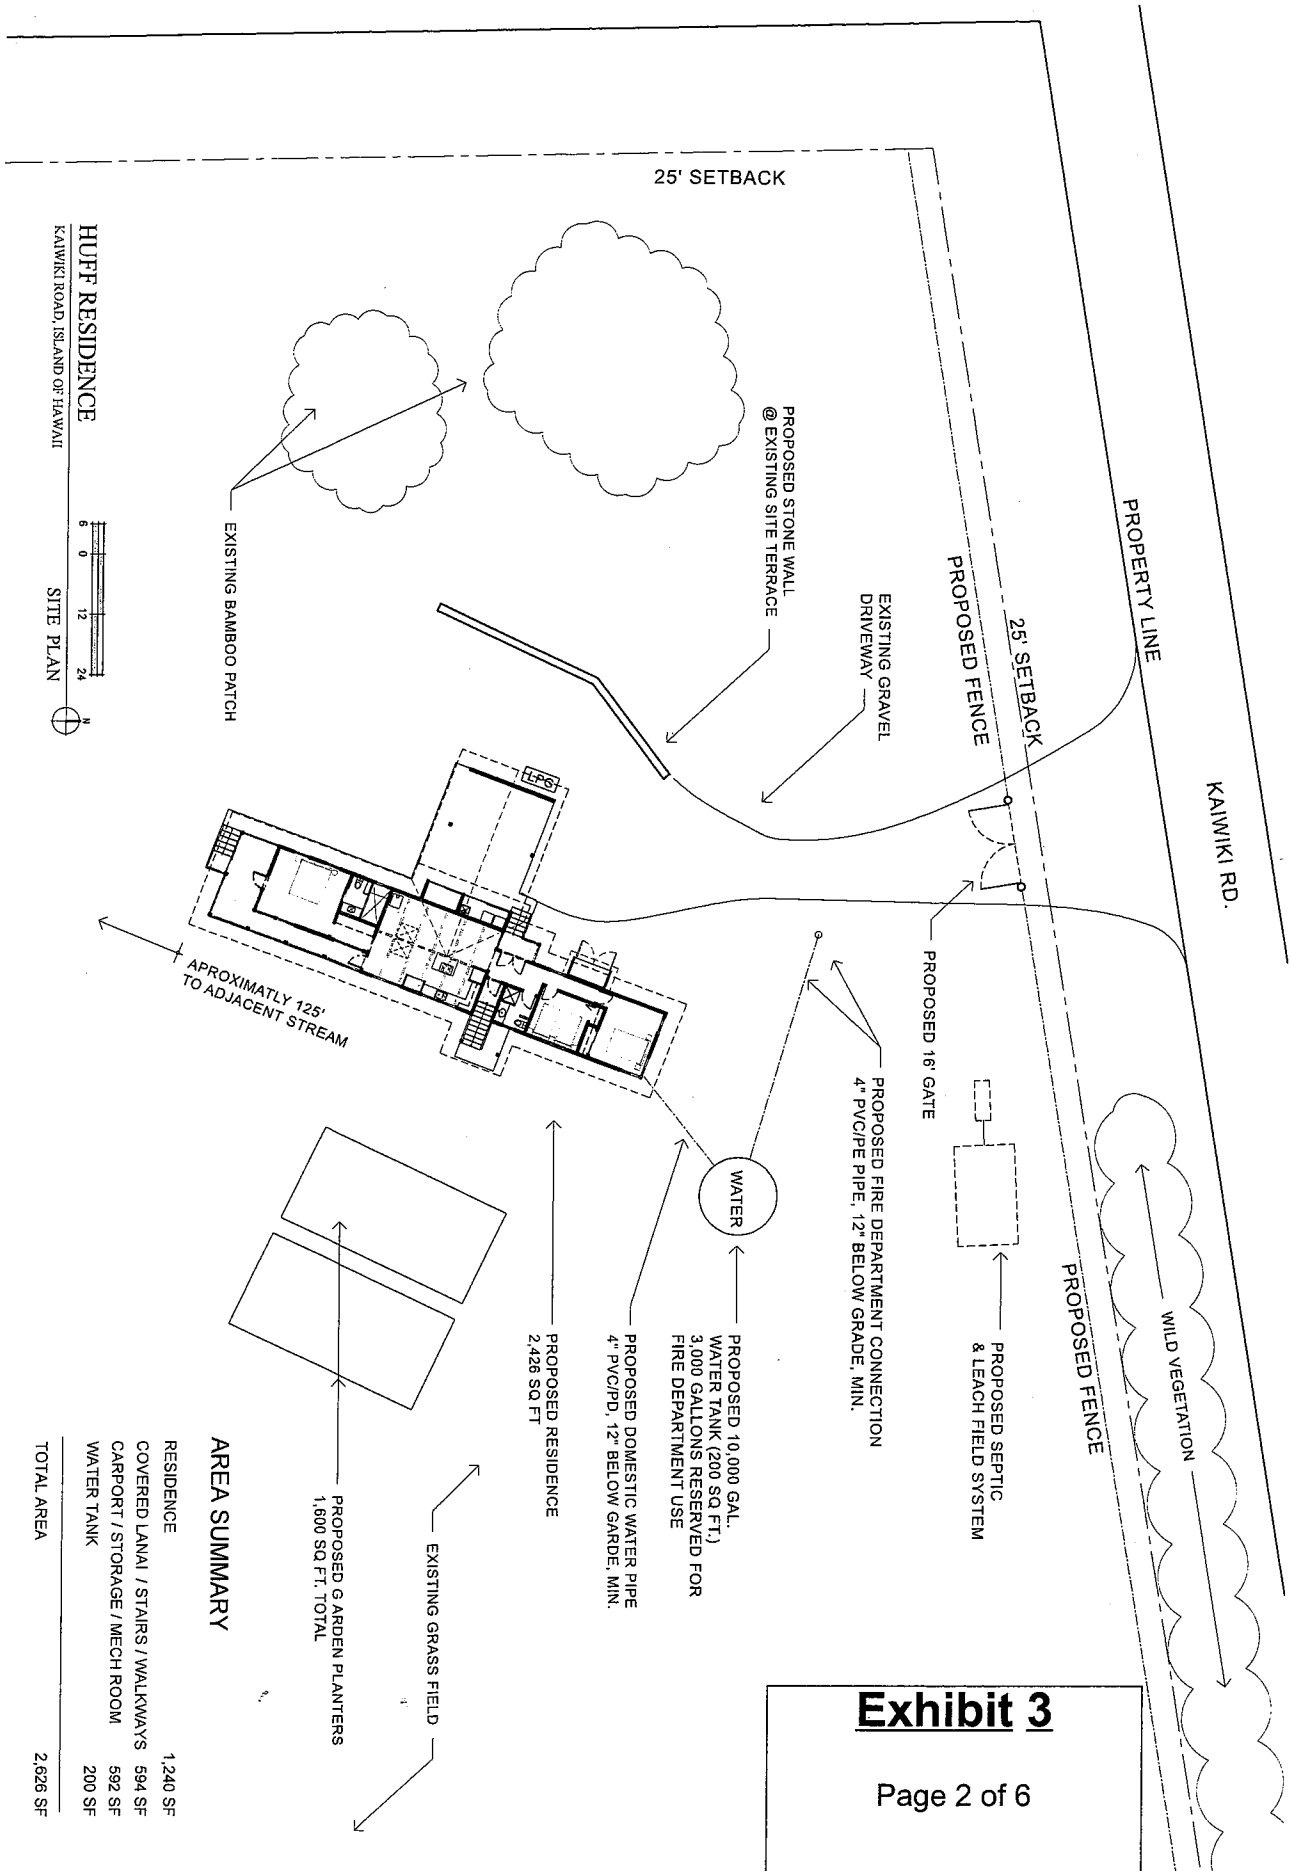 25' SETBACK
PROPERTY LINE
KAIWIKI RD.
25' SETBACK
PROPOSED FENCE
EXISTING GRAVEL
DRIVEWAY
PROPOSED STONE WALL
@ EXISTING SITE TERRACE
EXISTING BAMBOO PATCH
HUFF RESIDENCE
KAIWIKI ROAD, ISLAND OF HAWAII
SITE PLAN
6 0 12 24
N
LPG
APROXIMATLY 125'
TO ADJACENT STREAM
PROPOSED 16' GATE
PROPOSED FIRE DEPARTMENT CONNECTION
4" PVC/PE PIPE, 12" BELOW GRADE, MIN.
WATER
WILD VEGETATION
PROPOSED FENCE
PROPOSED SEPTIC
& LEACH FIELD SYSTEM
PROPOSED 10,000 GAL.
WATER TANK (200 SQ FT.)
3,000 GALLONS RESERVED FOR
FIRE DEPARTMENT USE
PROPOSED DOMESTIC WATER PIPE
4" PVC/PD, 12" BELOW GARDE, MIN.
PROPOSED RESIDENCE
2,426 SQ FT
EXISTING GRASS FIELD
PROPOSED G ARDEN PLANTERS
1,600 SQ FT. TOTAL
AREA SUMMARY
RESIDENCE 1,240 SF
COVERED LANAI / STAIRS / WALKWAYS 594 SF
CARPORT / STORAGE / MECH ROOM 592 SF
WATER TANK 200 SF
TOTAL AREA 2,626 SF
Exhibit 3
Page 2 of 6